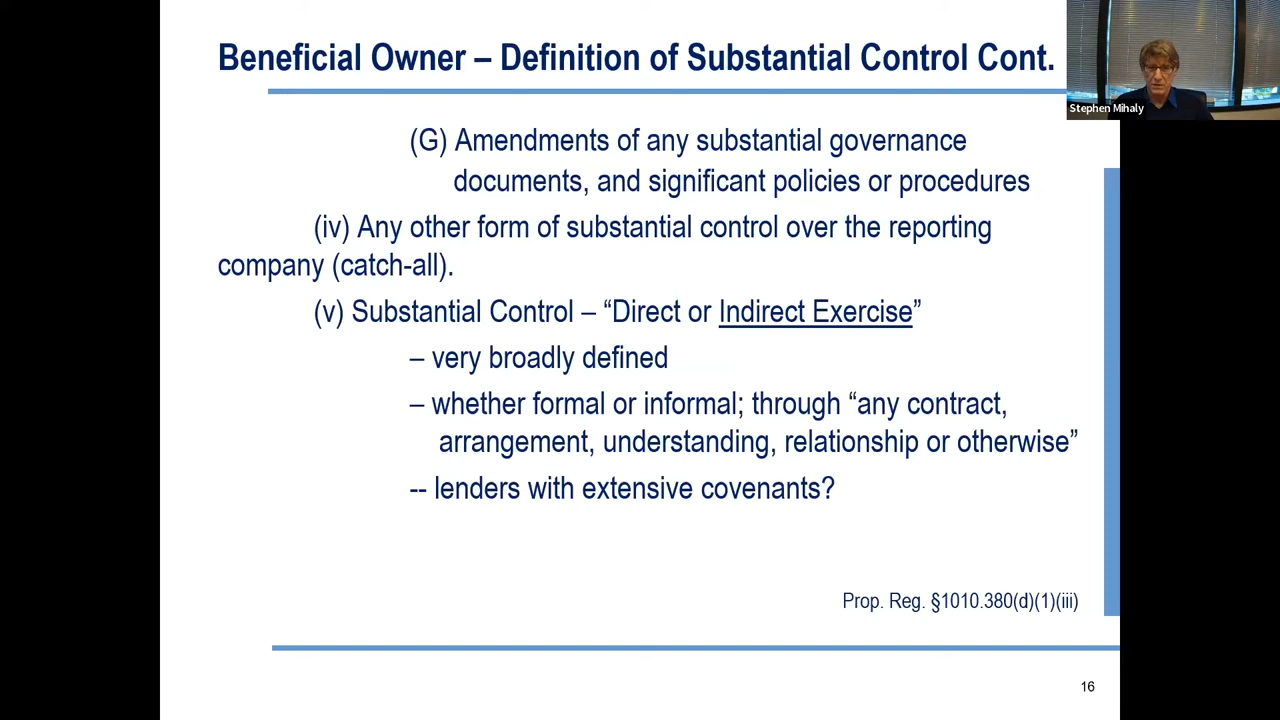 Beneficial Owner – Definition of Substantial Control Cont.
Stephen Mihaly
(G) Amendments of any substantial governance
documents, and significant policies or procedures
(iv) Any other form of substantial control over the reporting
company (catch-all).
(v) Substantial Control – “Direct or Indirect Exercise”
– very broadly defined
– whether formal or informal; through “any contract,
arrangement, understanding, relationship or otherwise”
-- lenders with extensive covenants?
Prop. Reg. §1010.380(d)(1)(iii)
16